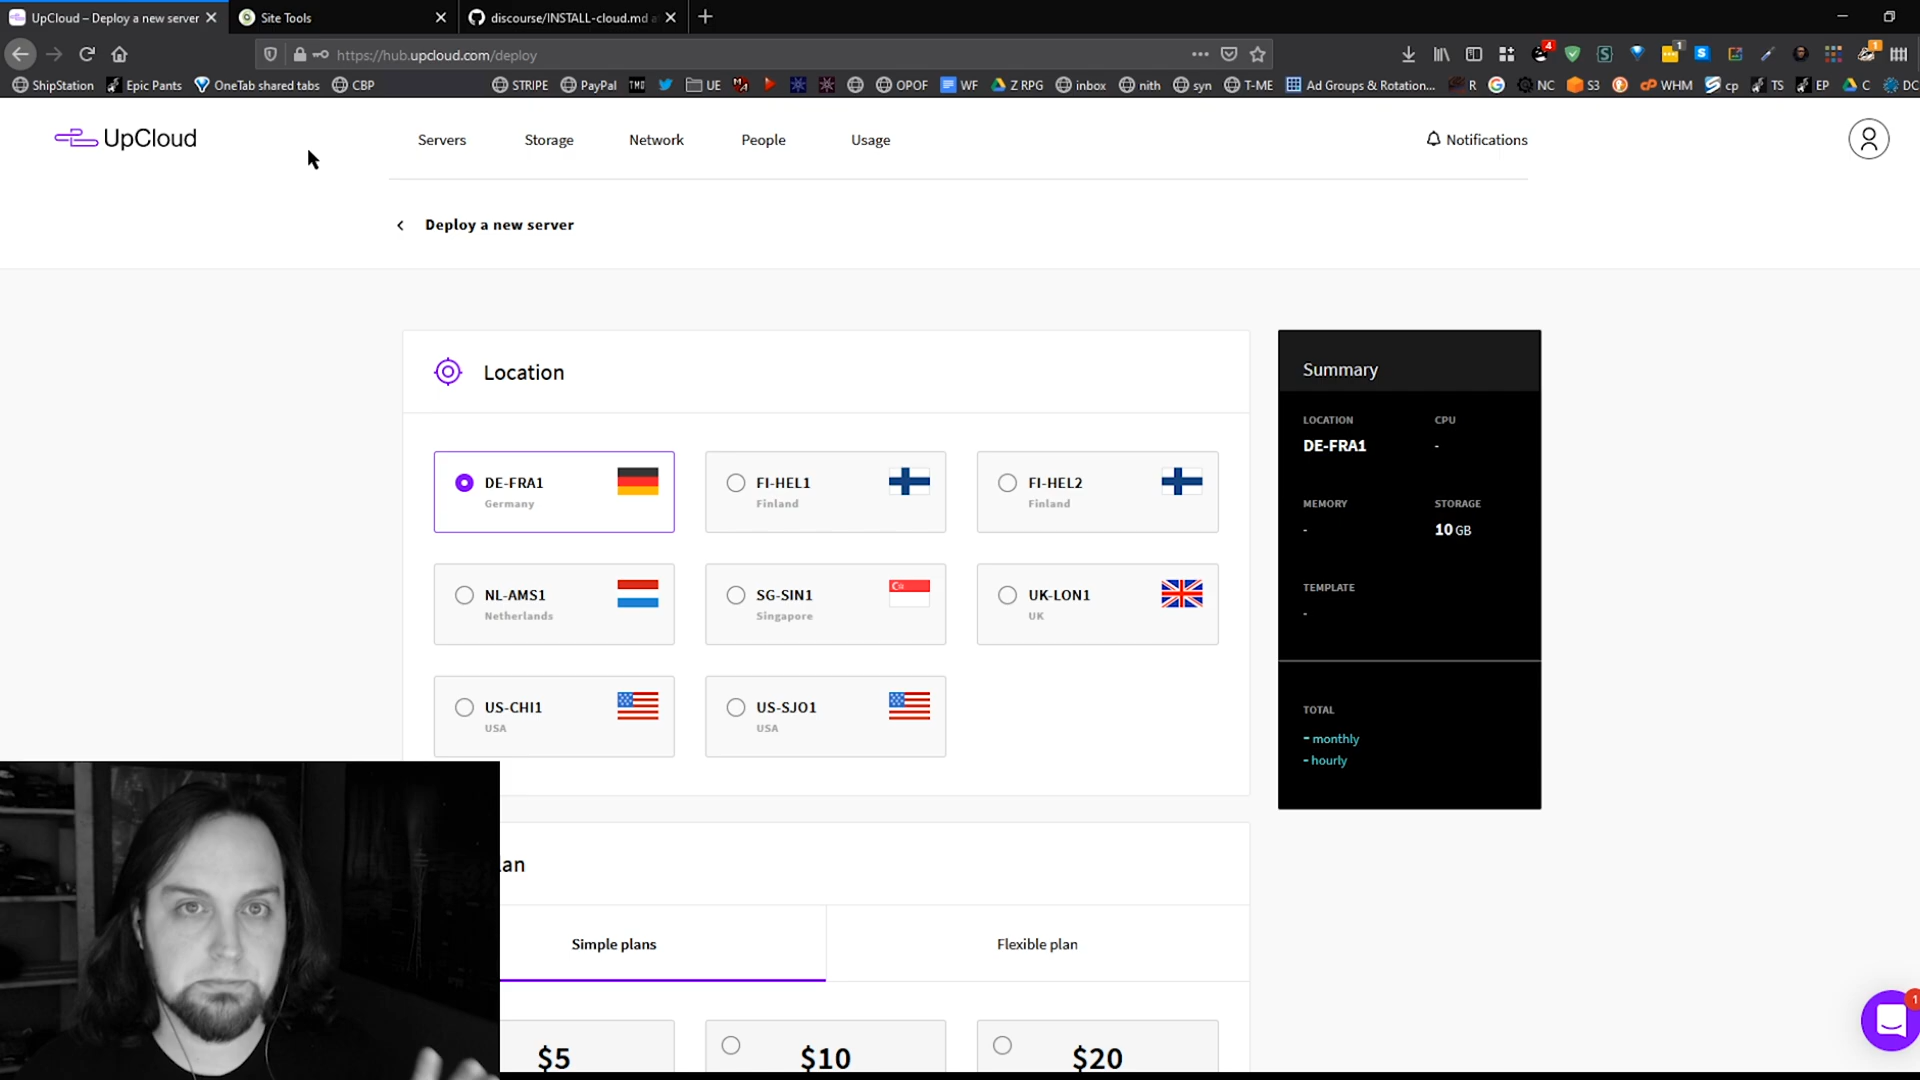 UpCloud – Deploy a new server
Site Tools
discourse/INSTALL-cloud.md a
https://hub.upcloud.com/deploy
4
1
1
ShipStation
Epic Pants
OneTab shared tabs
CBP
STRIPE
PayPal
UE
OPOF
WF
Z RPG
inbox
nith
syn
T-ME
Ad Groups & Rotation...
R
NC
S3
WHM
cp
TS
EP
C
DC
UpCloud
Servers
Storage
Network
People
Usage
Notifications
Deploy a new server
Location
DE-FRA1
Germany
FI-HEL1
Finland
FI-HEL2
Finland
NL-AMS1
Netherlands
SG-SIN1
Singapore
UK-LON1
UK
US-CHI1
USA
US-SJO1
USA
Summary
LOCATION
CPU
DE-FRA1
-
MEMORY
STORAGE
-
10 GB
TEMPLATE
-
TOTAL
- monthly
- hourly
lan
Simple plans
Flexible plan
$5
$10
$20
1